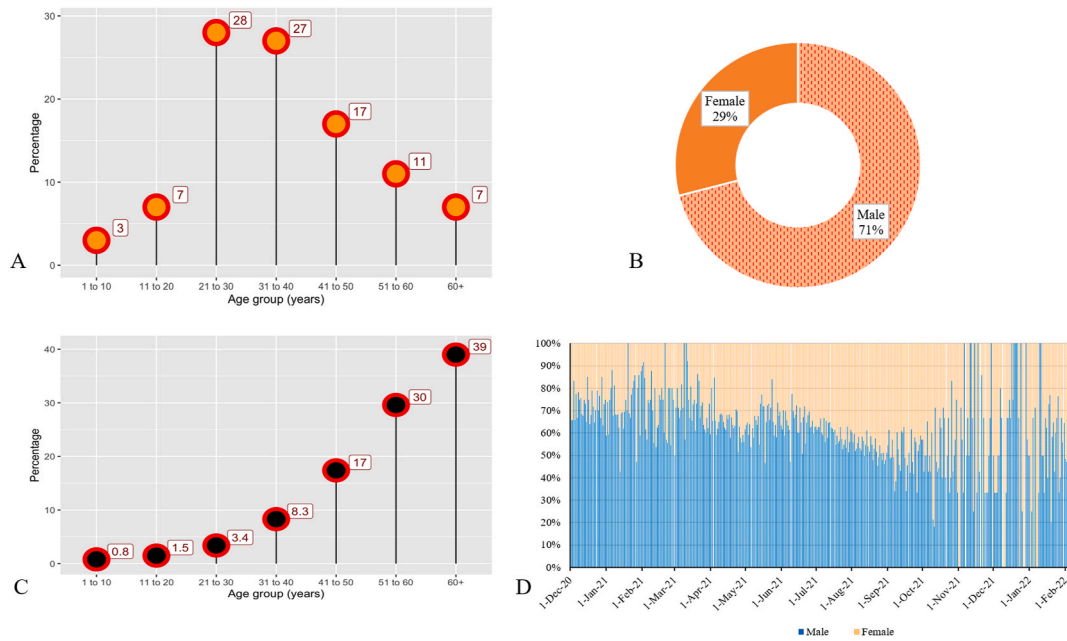 30
20
10
0
Percentage
3
7
28
27
17
11
7
1 to 10
11 to 20
21 to 30
31 to 40
41 to 50
51 to 60
60+
Age group (years)
A
Female
29%
Male
71%
B
40
30
20
10
0
Percentage
0.8
1.5
3.4
8.3
17
30
39
1 to 10
11 to 20
21 to 30
31 to 40
41 to 50
51 to 60
60+
Age group (years)
C
100%
90%
80%
70%
60%
50%
40%
30%
20%
10%
0%
1-Dec-20
1-Jan-21
1-Feb-21
1-Mar-21
1-Apr-21
1-May-21
1-Jun-21
1-Jul-21
1-Aug-21
1-Sep-21
1-Oct-21
1-Nov-21
1-Dec-21
1-Jan-22
1-Feb-22
D
Male
Female